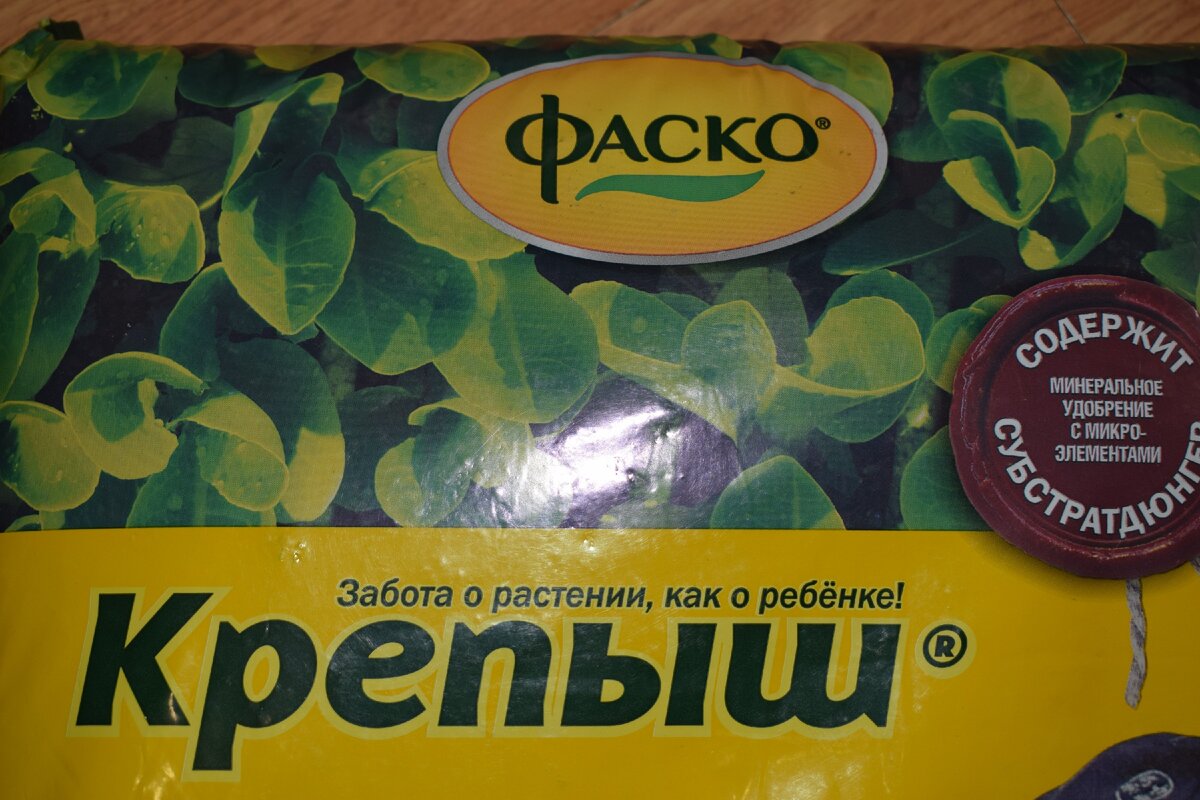 ФАСКО®
СОДЕРЖИТ
МИНЕРАЛЬНОЕ
УДОБРЕНИЕ
С МИКРО-
ЭЛЕМЕНТАМИ
СУБСТРАТДЮНГЕР
Забота о растении, как о ребёнке!
Крепыш®